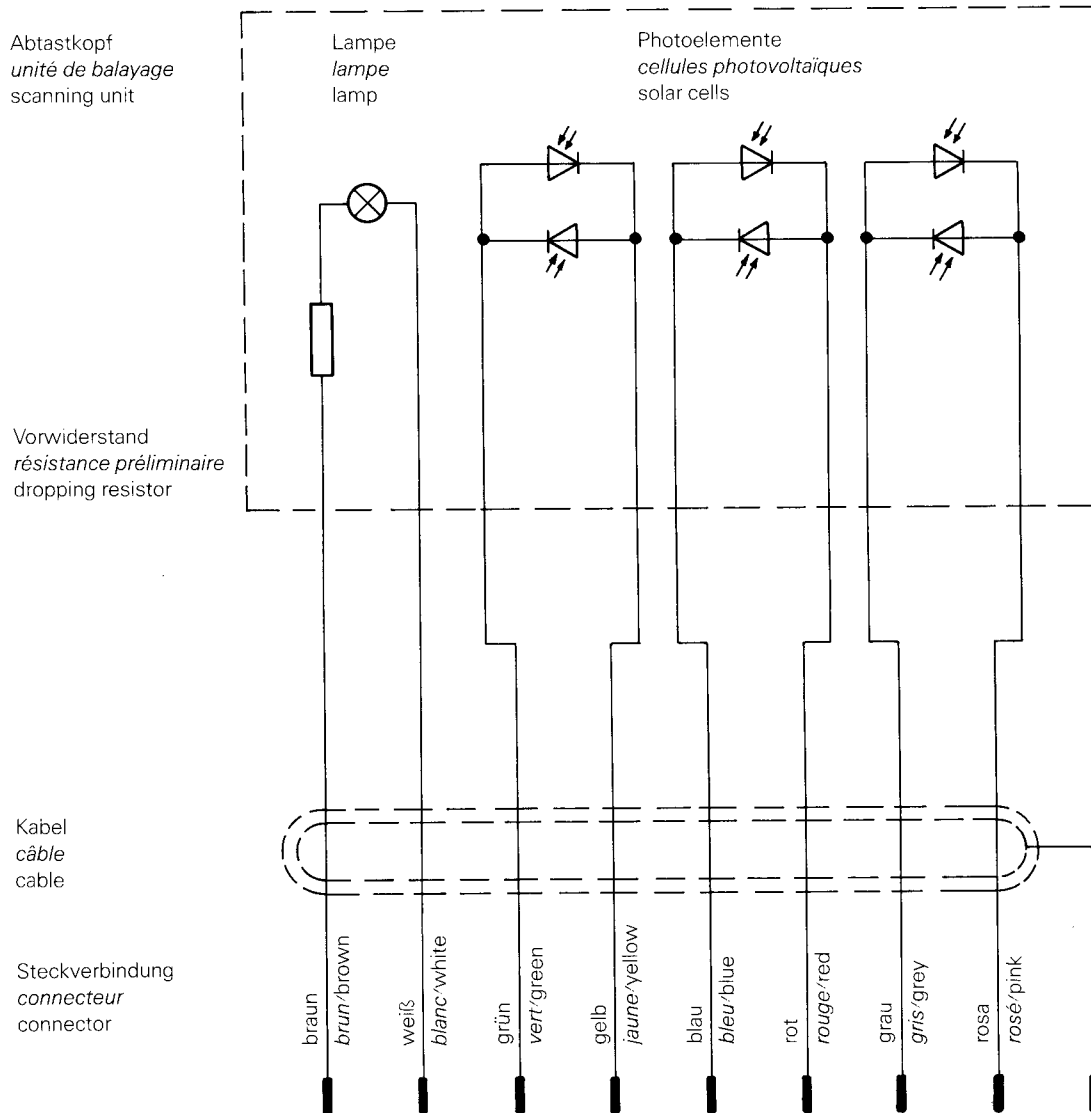 Abtastkopf
unité de balayage
scanning unit
Lampe
lampe
lamp
Photoelemente
cellules photovoltaïques
solar cells
Vorwiderstand
résistance préliminaire
dropping resistor
Kabel
câble
cable
Steckverbindung
connecteur
connector
braun
brun/brown
weiß
blanc/white
grün
vert/green
gelb
jaune/yellow
blau
bleu/blue
rot
rouge/red
grau
gris/grey
rosa
rosé/pink